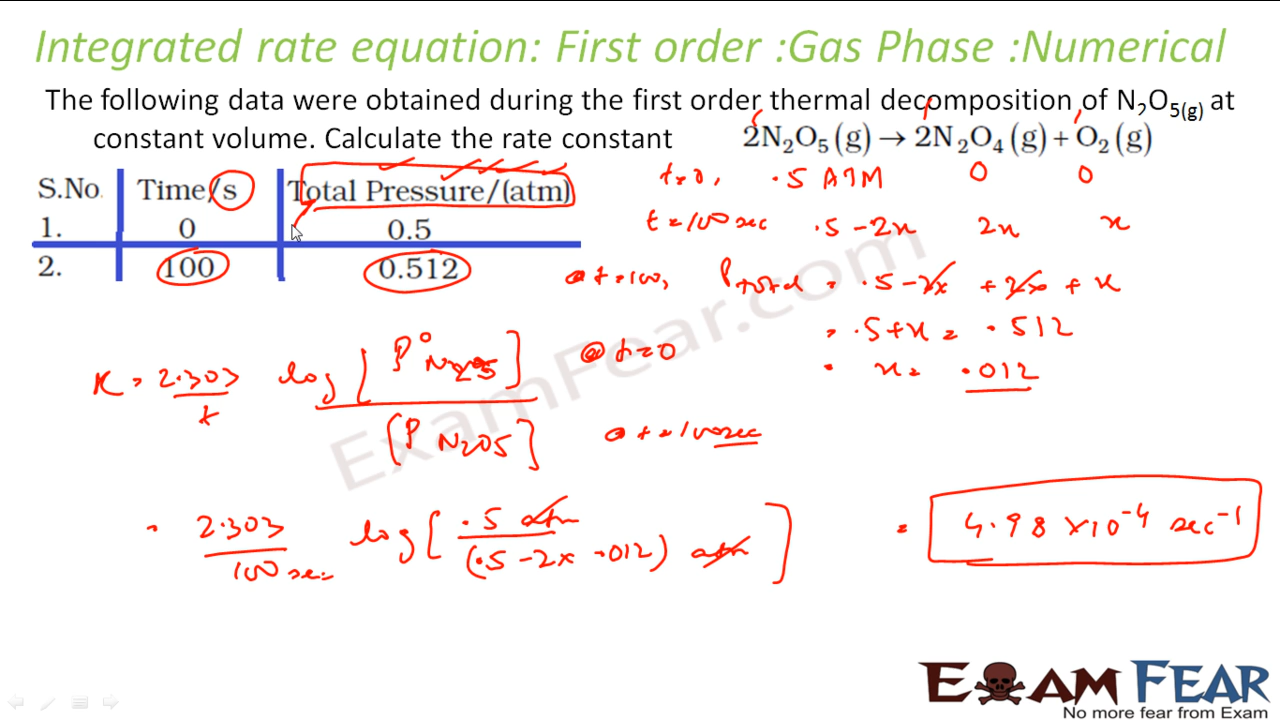 Integrated rate equation: First order :Gas Phase :Numerical
The following data were obtained during the first order thermal decomposition of N₂O₅(g) at
constant volume. Calculate the rate constant
2N₂O₅(g) → 2N₂O₄(g) + O₂(g)
S.No. Time/s Total Pressure/(atm)
1. 0 0.5
2. 100 0.512
t=0, .5 ATM 0 0
t=100 sec .5-2x 2x x
@t=100, Ptotal = .5-2x + 2x + x
= .5+x = .512
x = .012
K = 2.303/t log [P°N2O5] @t=0
[P N2O5] @t=100sec
= 2.303/100 sec log [.5 atm/(.5-2x.012) atm]
= 4.98 x10⁻⁴ sec⁻¹
ExamFear.com
EXAM FEAR
No more fear from Exam